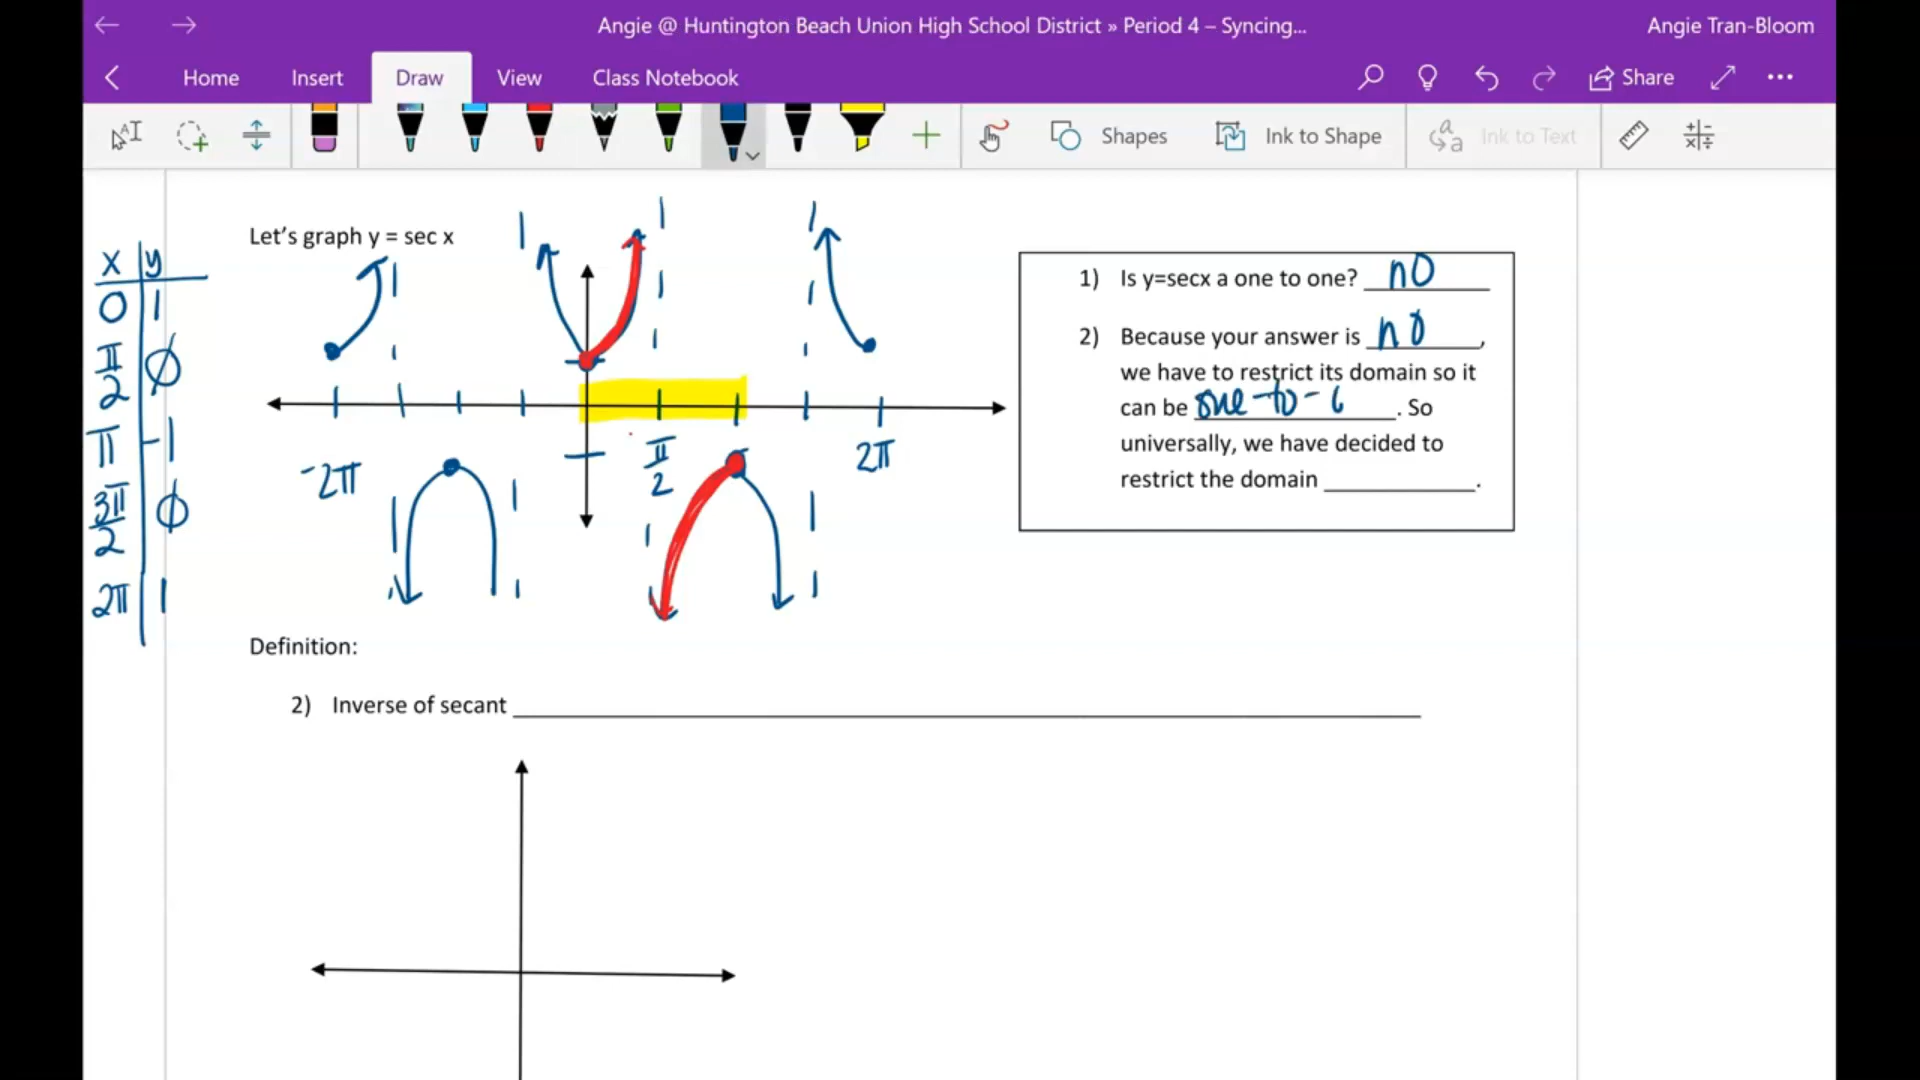 Angie @ Huntington Beach Union High School District » Period 4 – Syncing...
Angie Tran-Bloom
Home Insert Draw View Class Notebook
Share
Shapes
Ink to Shape
Ink to Text
Let's graph y = sec x
x y
0 1
π/2 ∅
π -1
3π/2 ∅
2π 1
-2π
π/2
2π
1) Is y=secx a one to one? no
2) Because your answer is no,
we have to restrict its domain so it
can be one-to-o. So
universally, we have decided to
restrict the domain ____________.
Definition:
2) Inverse of secant ____________